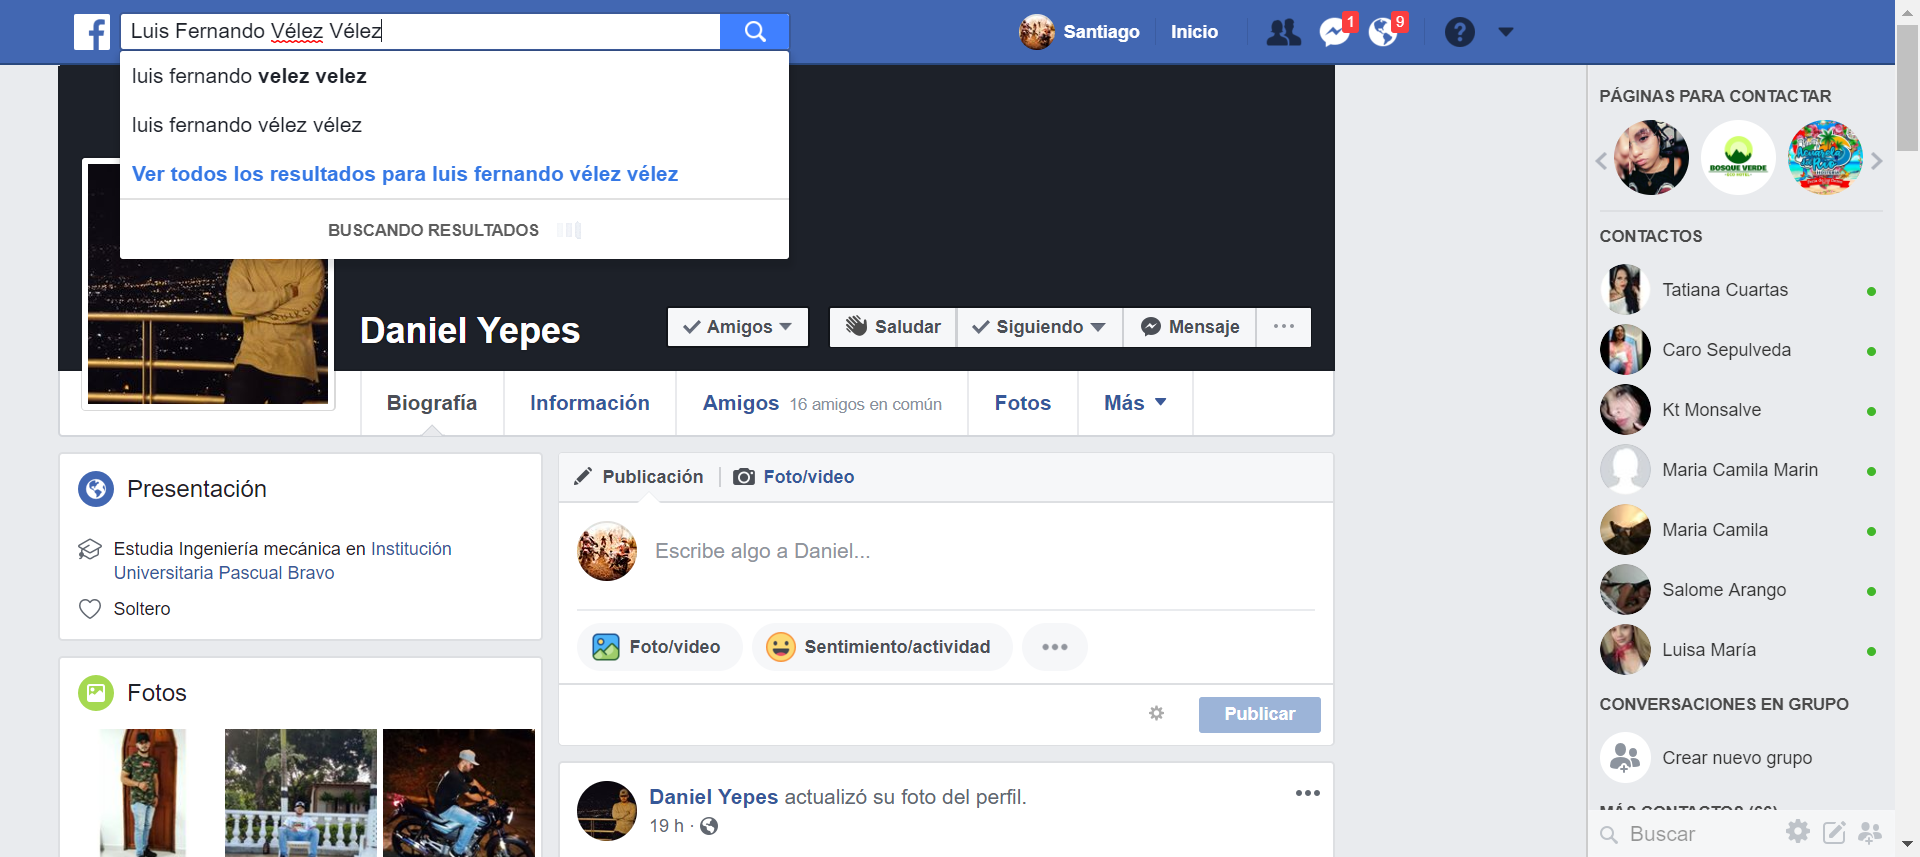 Luis Fernando Vélez Vélez
Santiago
Inicio
1
9
?
luis fernando velez velez
luis fernando vélez vélez
Ver todos los resultados para luis fernando vélez vélez
BUSCANDO RESULTADOS
Daniel Yepes
Amigos
Saludar
Siguiendo
Mensaje
Biografía
Información
Amigos 16 amigos en común
Fotos
Más
Presentación
Estudia Ingeniería mecánica en Institución
Universitaria Pascual Bravo
Soltero
Fotos
Publicación
Foto/video
Escribe algo a Daniel...
Foto/video
Sentimiento/actividad
Publicar
Daniel Yepes actualizó su foto del perfil.
19 h ·
PÁGINAS PARA CONTACTAR
BOSQUE VERDE
CONTACTOS
Tatiana Cuartas
Caro Sepulveda
Kt Monsalve
Maria Camila Marin
Maria Camila
Salome Arango
Luisa María
CONVERSACIONES EN GRUPO
Crear nuevo grupo
MÁS CONTACTOS (66)
Buscar